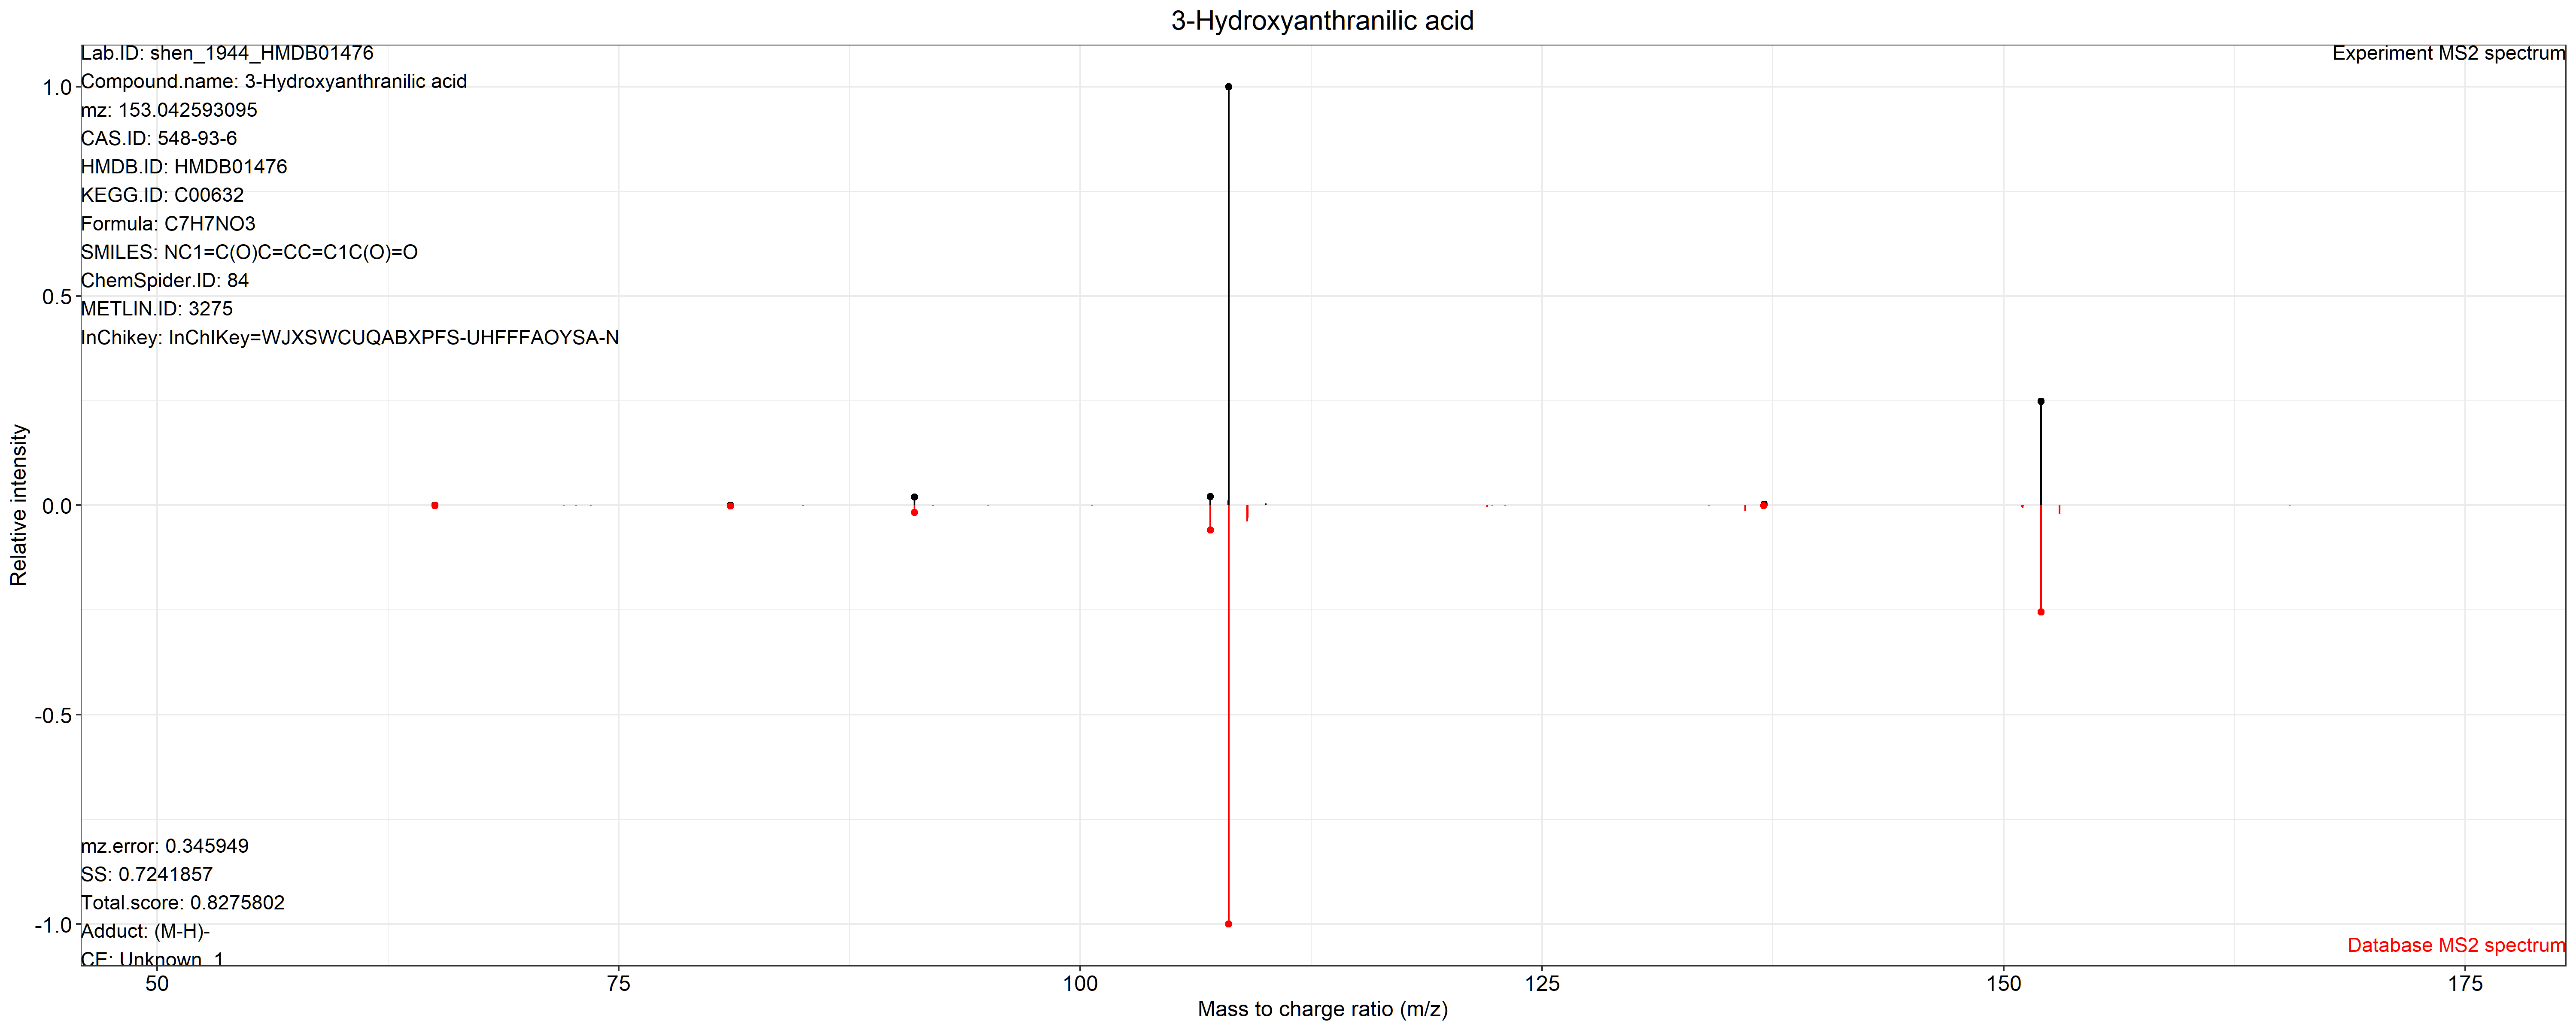 3-Hydroxyanthranilic acid
Lab.ID: shen_1944_HMDB01476
Experiment MS2 spectrum
Compound.name: 3-Hydroxyanthranilic acid
mz: 153.042593095
CAS.ID: 548-93-6
HMDB.ID: HMDB01476
KEGG.ID: C00632
Formula: C7H7NO3
SMILES: NC1=C(O)C=CC=C1C(O)=O
ChemSpider.ID: 84
METLIN.ID: 3275
InChikey: InChIKey=WJXSWCUQABXPFS-UHFFFAOYSA-N
1.0
0.5
0.0
-0.5
-1.0
Relative intensity
mz.error: 0.345949
SS: 0.7241857
Total.score: 0.8275802
Adduct: (M-H)-
CE: Unknown_1
Database MS2 spectrum
50
75
100
125
150
175
Mass to charge ratio (m/z)